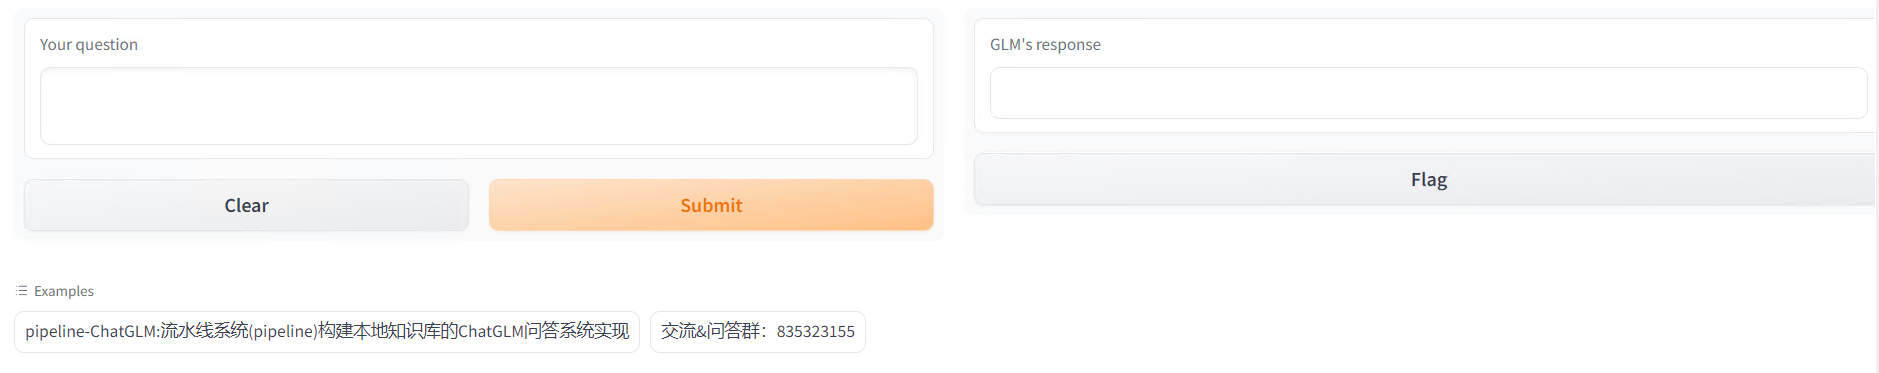 Your question
GLM's response
Clear
Submit
Flag
Examples
pipeline-ChatGLM:流水线系统(pipeline)构建本地知识库的ChatGLM问答系统实现
交流&问答群：835323155